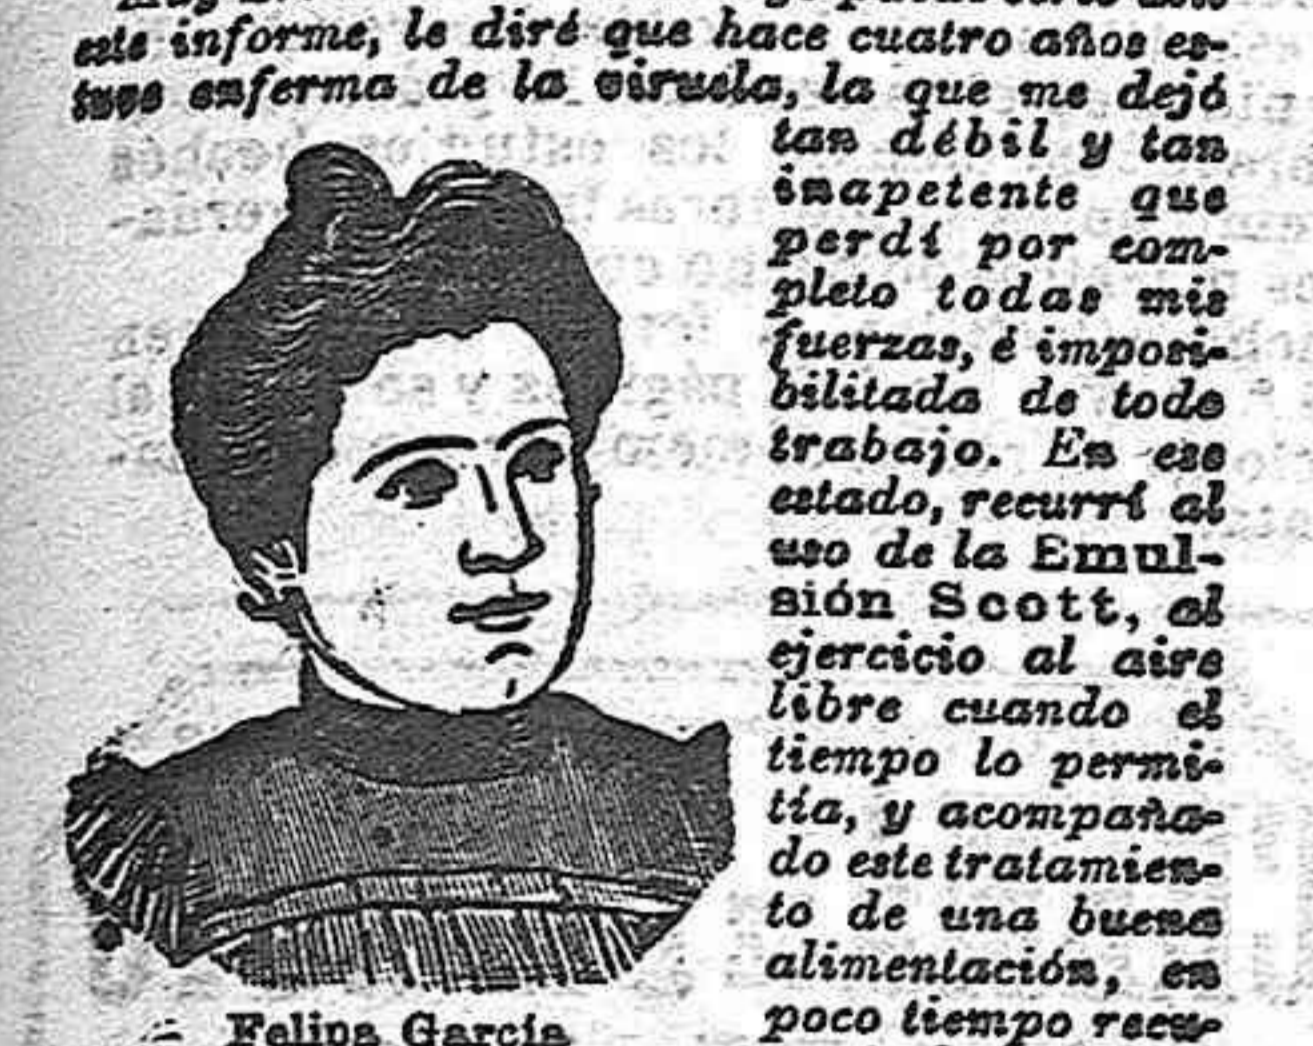 este informe, le diré que hace cuatro años es-
tuve enferma de la viruela, la que me dejó
tan débil y tan
inapetente que
perdí por com-
pleto todas mis
fuerzas, é imposi-
bilitada de todo
trabajo. En ese
estado, recurrí al
uso de la Emul-
sión Scott, al
ejercicio al aire
libre cuando el
tiempo lo permi-
tía, y acompaña-
do este tratamien-
to de una buena
alimentación, en
poco tiempo recu-
Felipa García